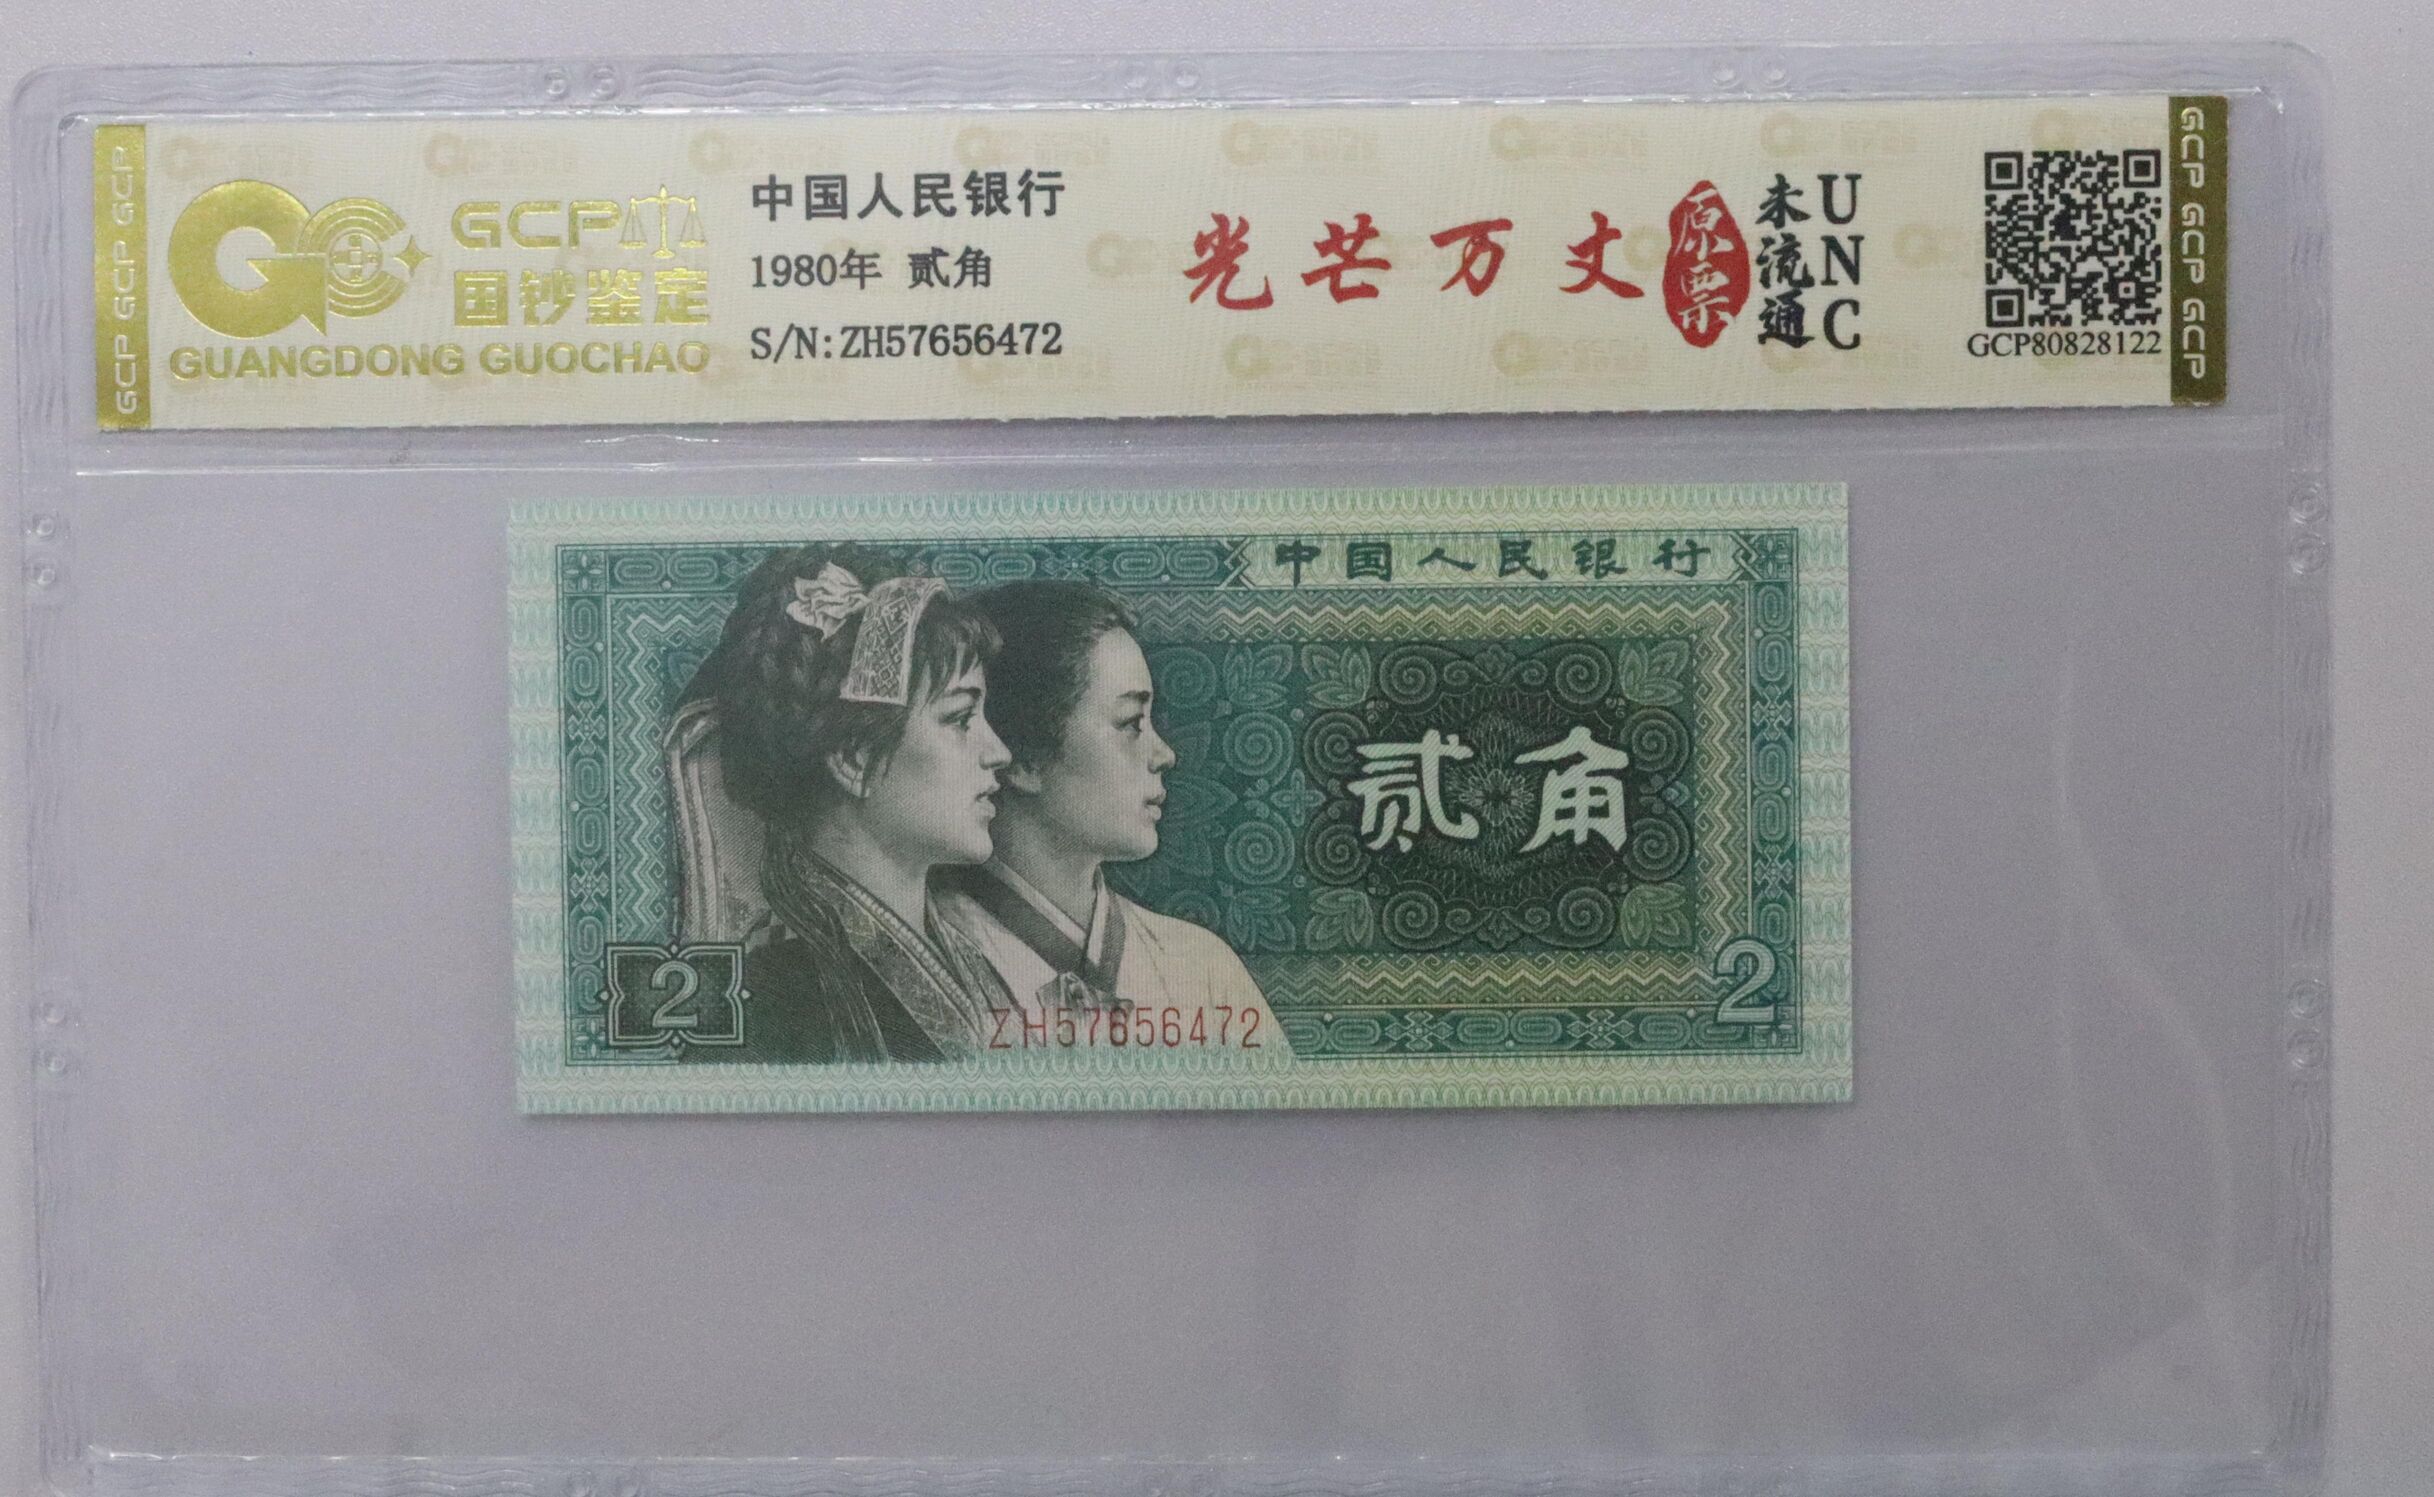 GCP GCP GCP
GCP
国钞鉴定
GUANGDONG GUOCHAO
中国人民银行
1980年 贰角
S/N:ZH57656472
光芒万丈
原票
未流通
UNC
GCP80828122
GCP GCP GCP
中国人民银行
贰角
2
2
ZH57656472